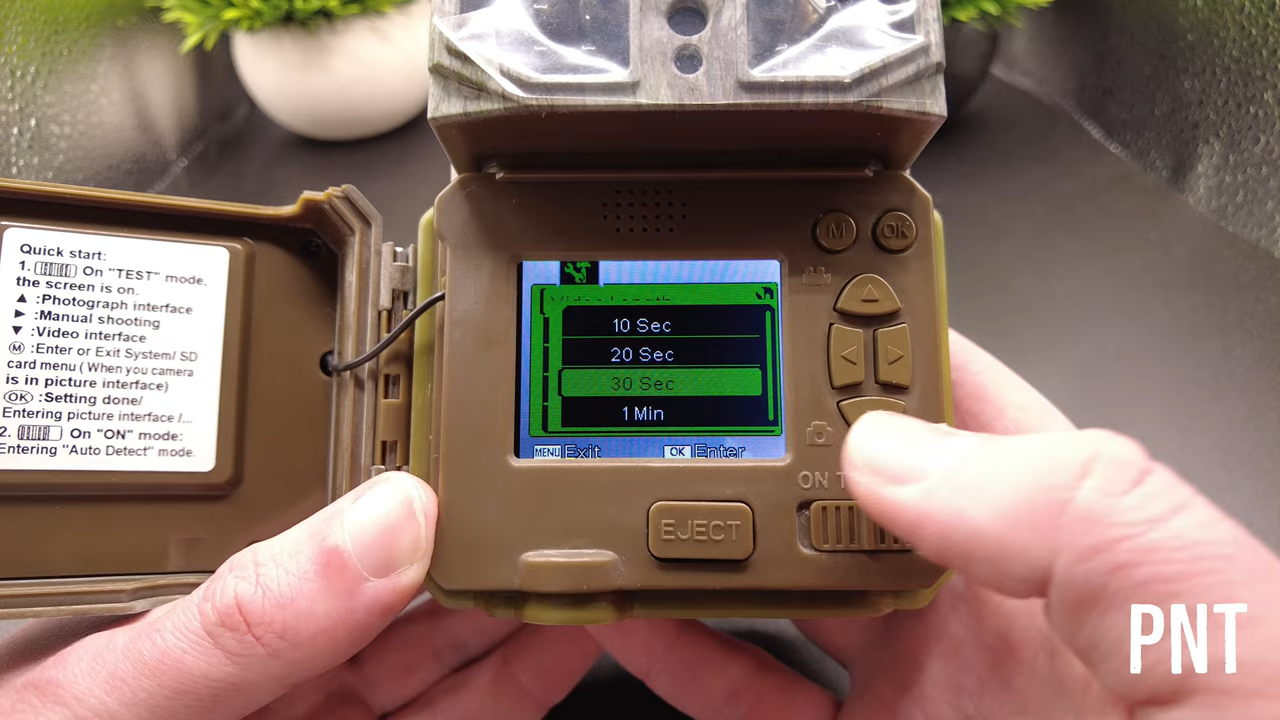 Quick start:
1. On "TEST" mode,
the screen is on.
▲ :Photograph interface
► :Manual shooting
▼ :Video interface
Ⓜ :Enter or Exit System/ SD
card menu ( When you camera
is in picture interface)
OK :Setting done/
Entering picture interface /...
2. On "ON" mode:
Entering "Auto Detect" mode.
M OK
10 Sec
20 Sec
30 Sec
1 Min
MENU Exit OK Enter
ON
EJECT
PNT